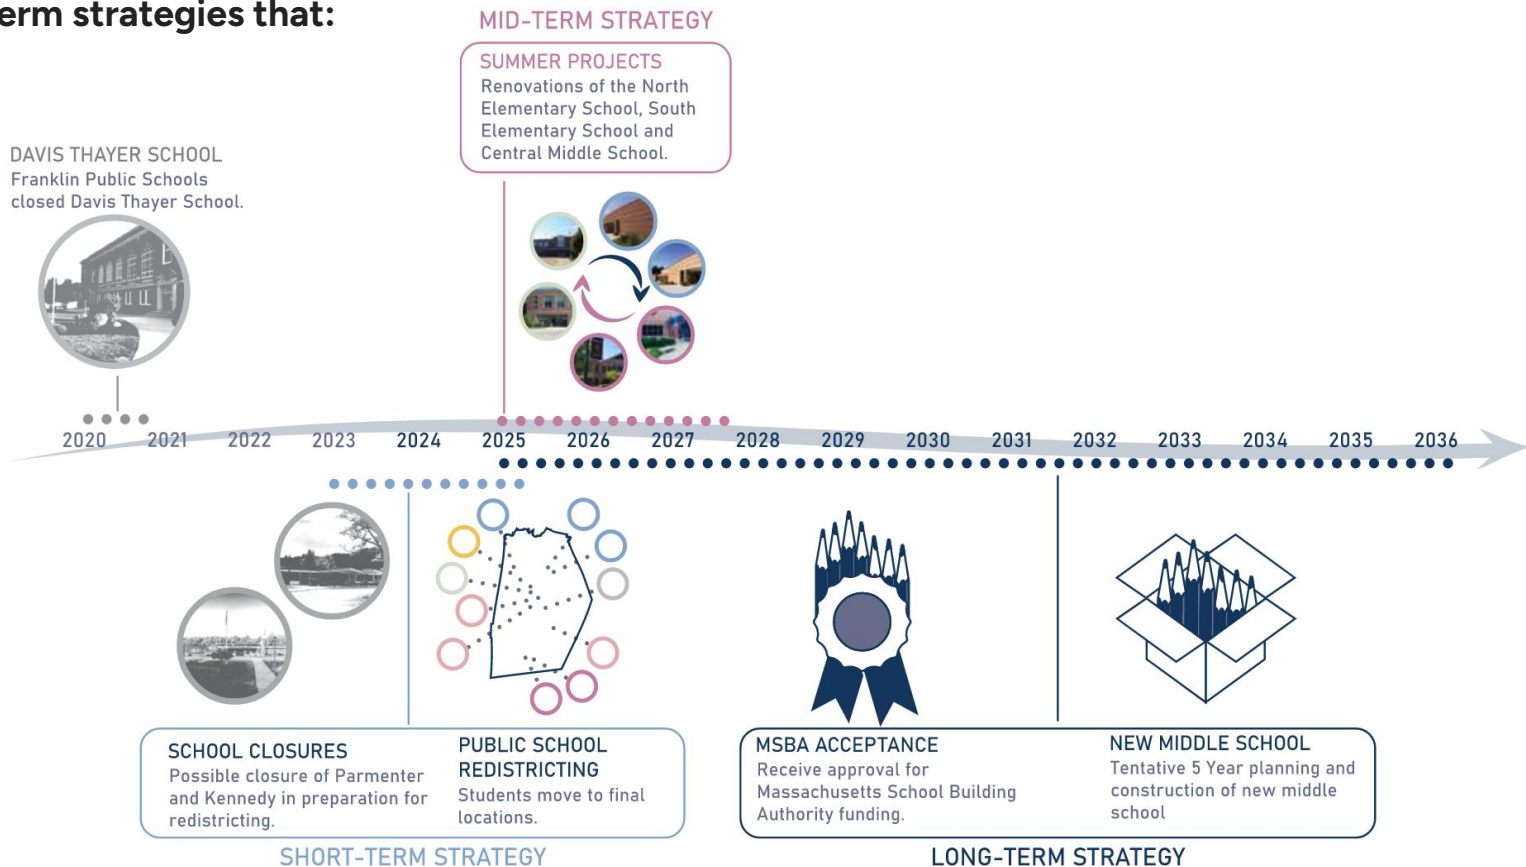 erm strategies that:
MID-TERM STRATEGY
SUMMER PROJECTS
Renovations of the North
Elementary School, South
Elementary School and
Central Middle School.
DAVIS THAYER SCHOOL
Franklin Public Schools
closed Davis Thayer School.
2020 2021 2022 2023 2024 2025 2026 2027 2028 2029 2030 2031 2032 2033 2034 2035 2036
SCHOOL CLOSURES
Possible closure of Parmenter
and Kennedy in preparation for
redistricting.
PUBLIC SCHOOL
REDISTRICTING
Students move to final
locations.
SHORT-TERM STRATEGY
MSBA ACCEPTANCE
Receive approval for
Massachusetts School Building
Authority funding.
NEW MIDDLE SCHOOL
Tentative 5 Year planning and
construction of new middle
school
LONG-TERM STRATEGY